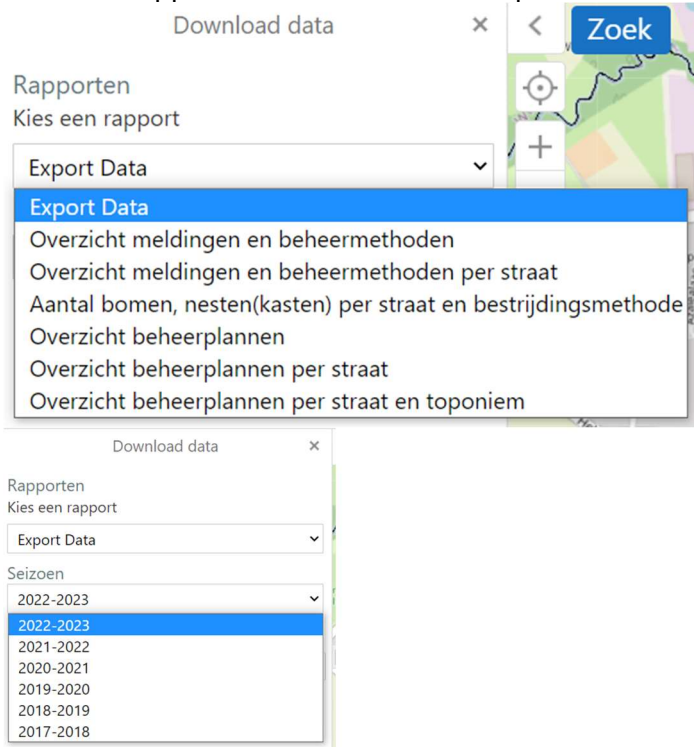 Download data ×
Zoek
Rapporten
Kies een rapport
Export Data
Export Data
Overzicht meldingen en beheermethoden
Overzicht meldingen en beheermethoden per straat
Aantal bomen, nesten(kasten) per straat en bestrijdingsmethode
Overzicht beheerplannen
Overzicht beheerplannen per straat
Overzicht beheerplannen per straat en toponiem
Download data ×
Rapporten
Kies een rapport
Export Data
Seizoen
2022-2023
2022-2023
2021-2022
2020-2021
2019-2020
2018-2019
2017-2018